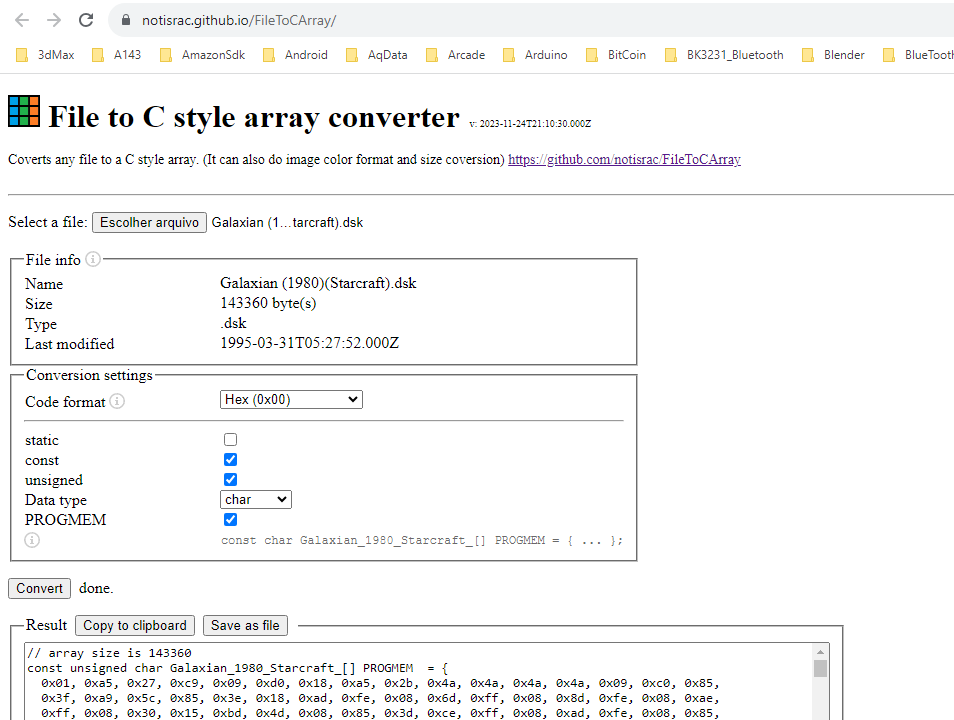 notisrac.github.io/FileToCArray/
3dMax A143 AmazonSdk Android AqData Arcade Arduino BitCoin BK3231_Bluetooth Blender BlueTooth
File to C style array converter v: 2023-11-24T21:10:30.000Z
Coverts any file to a C style array. (It can also do image color format and size coversion) https://github.com/notisrac/FileToCArray
Select a file: Escolher arquivo Galaxian (1...tarcraft).dsk
File info
Name Galaxian (1980)(Starcraft).dsk
Size 143360 byte(s)
Type .dsk
Last modified 1995-03-31T05:27:52.000Z
Conversion settings
Code format Hex (0x00)
static
const
unsigned
Data type char
PROGMEM
const char Galaxian_1980_Starcraft_[] PROGMEM = { ... };
Convert done.
Result Copy to clipboard Save as file
// array size is 143360
const unsigned char Galaxian_1980_Starcraft_[] PROGMEM  = {
0x01, 0xa5, 0x27, 0xc9, 0x09, 0xd0, 0x18, 0xa5, 0x2b, 0x4a, 0x4a, 0x4a, 0x4a, 0x09, 0xc0, 0x85,
0x3f, 0xa9, 0x5c, 0x85, 0x3e, 0x18, 0xad, 0xfe, 0x08, 0x6d, 0xff, 0x08, 0x8d, 0xfe, 0x08, 0xae,
0xff, 0x08, 0x30, 0x15, 0xbd, 0x4d, 0x08, 0x85, 0x3d, 0xce, 0xff, 0x08, 0xad, 0xfe, 0x08, 0x85,